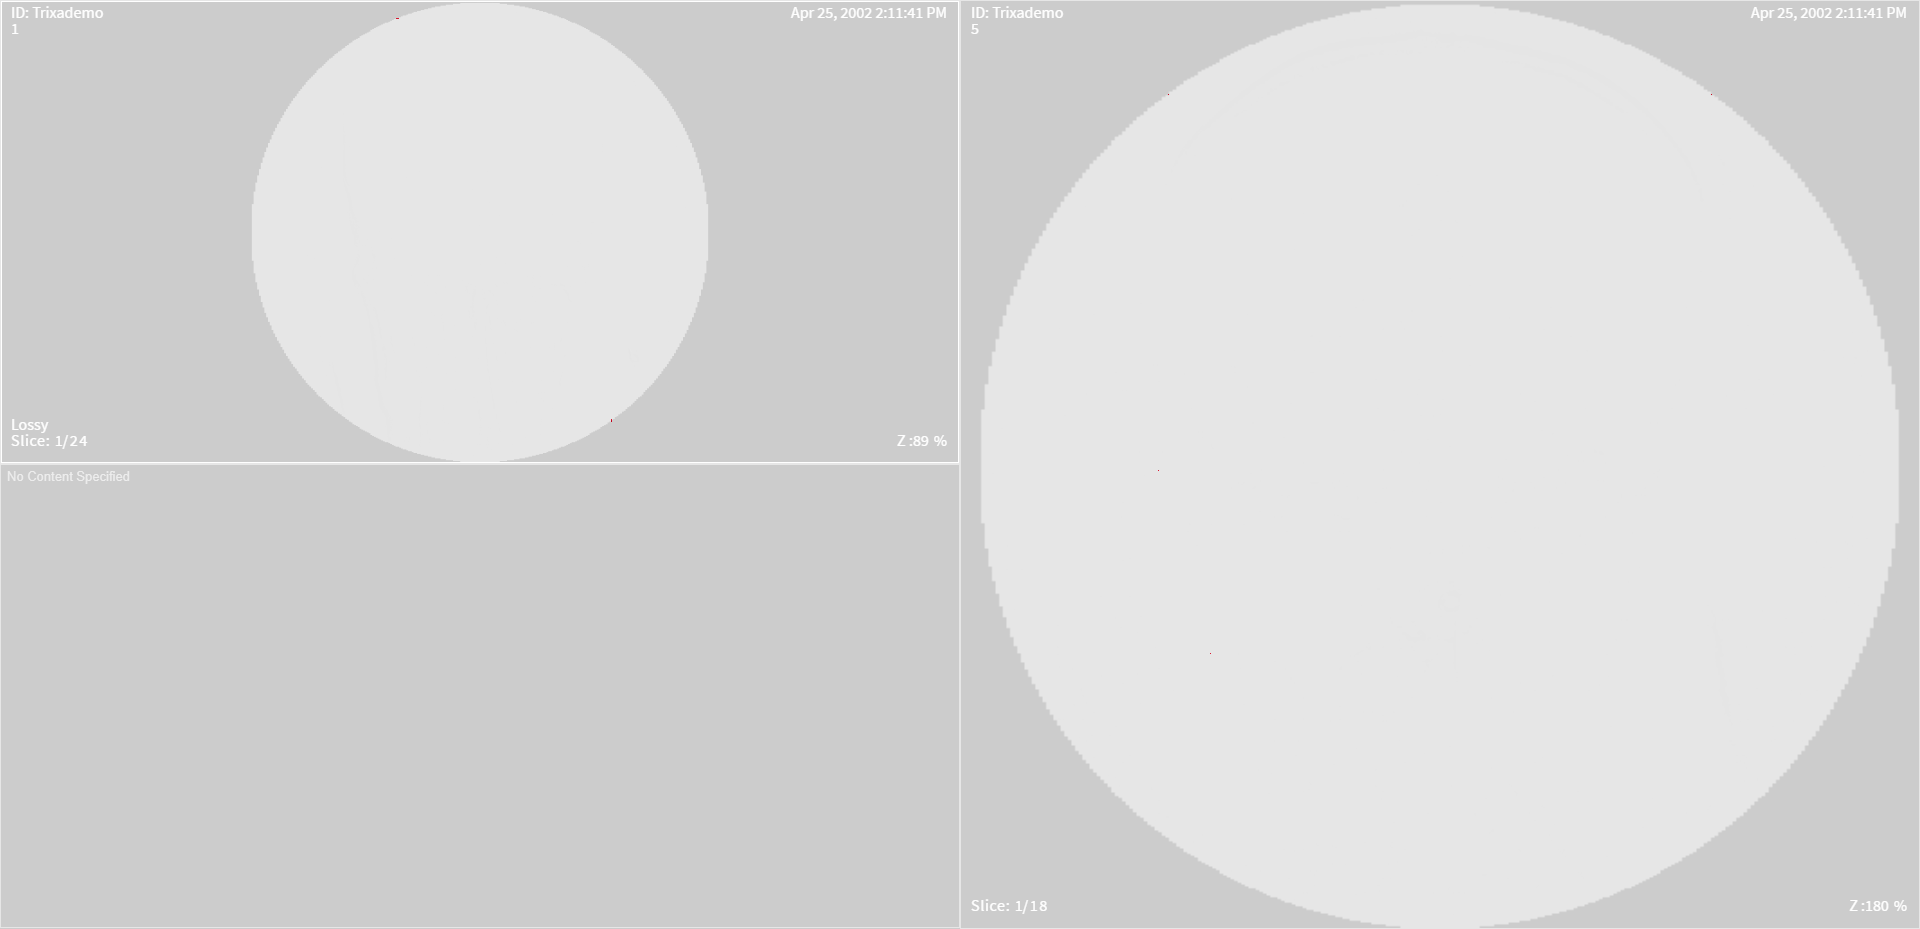 ID: Trixademo
Apr 25, 2002 2:11:41 PM
1
Lossy
Slice: 1/24
Z :89 %
No Content Specified
ID: Trixademo
Apr 25, 2002 2:11:41 PM
5
Slice: 1/18
Z :180 %